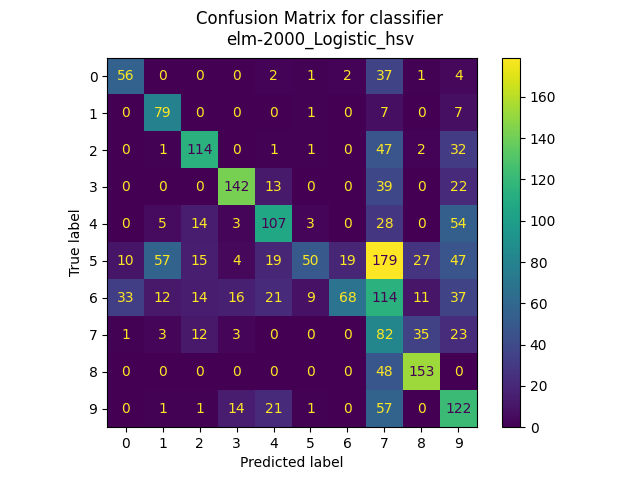 Confusion Matrix for classifier
elm-2000_Logistic_hsv
0 56 0 0 0 2 1 2 37 1 4
1 0 79 0 0 0 1 0 7 0 7
2 0 1 114 0 1 1 0 47 2 32
3 0 0 0 142 13 0 0 39 0 22
4 0 5 14 3 107 3 0 28 0 54
5 10 57 15 4 19 50 19 179 27 47
6 33 12 14 16 21 9 68 114 11 37
7 1 3 12 3 0 0 0 82 35 23
8 0 0 0 0 0 0 0 48 153 0
9 0 1 1 14 21 1 0 57 0 122
0 1 2 3 4 5 6 7 8 9
True label
Predicted label
160
140
120
100
80
60
40
20
0